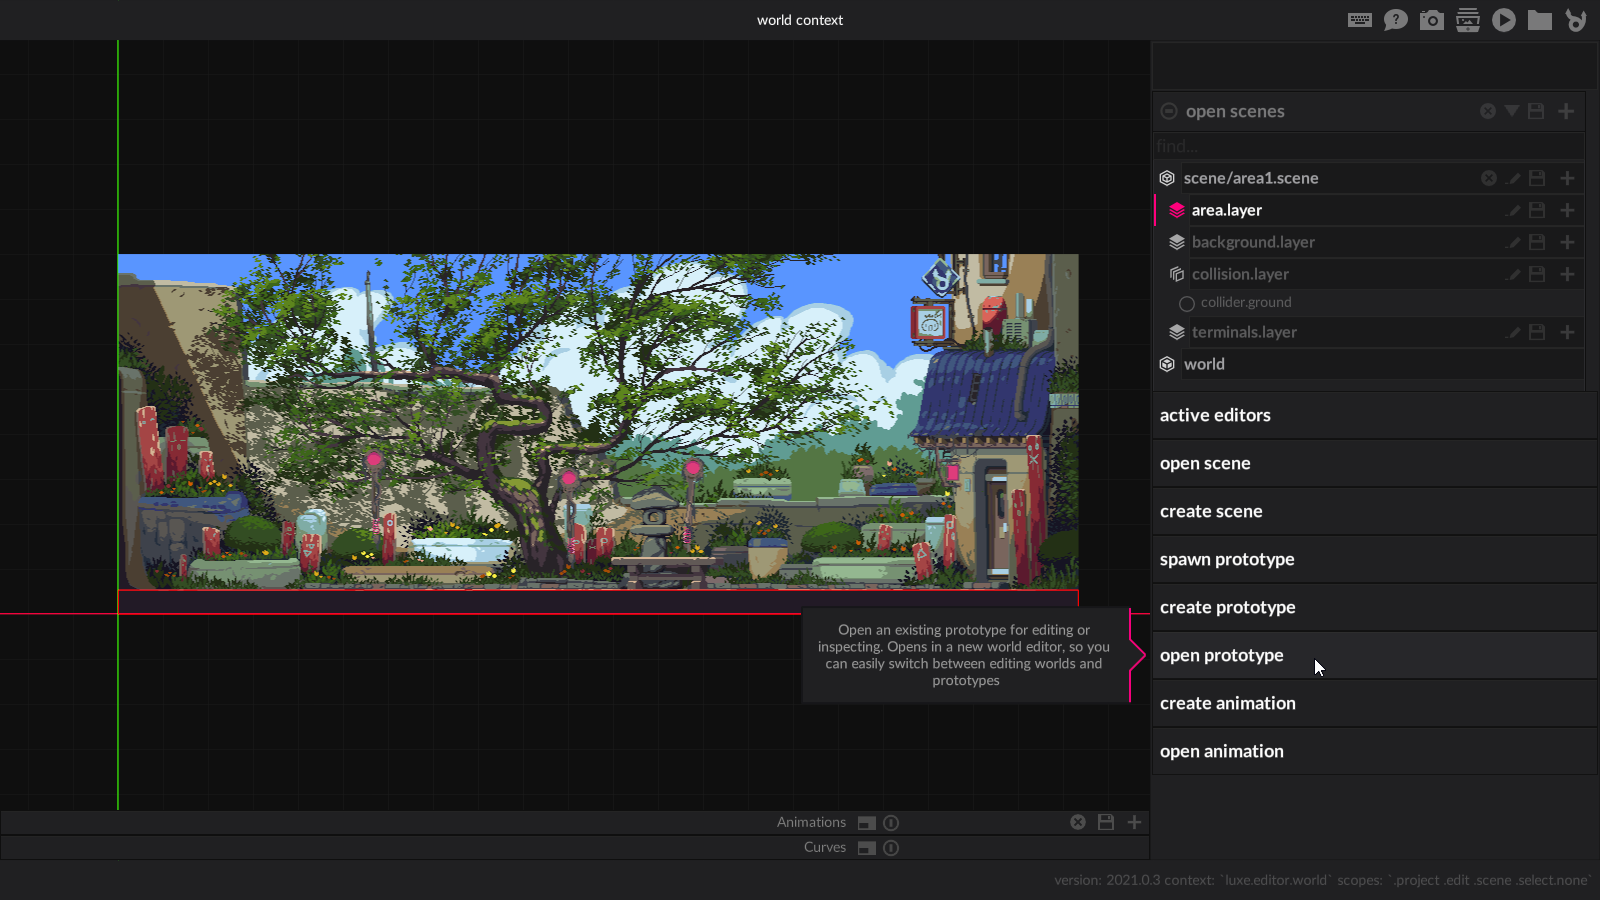 world context
open scenes
find...
scene/area1.scene
area.layer
background.layer
collision.layer
collider.ground
terminals.layer
world
active editors
open scene
create scene
spawn prototype
create prototype
Open an existing prototype for editing or
inspecting. Opens in a new world editor, so you
can easily switch between editing worlds and
prototypes
open prototype
create animation
open animation
Animations
Curves
version: 2021.0.3 context: `luxe.editor.world` scopes: `.project .edit .scene .select.none`